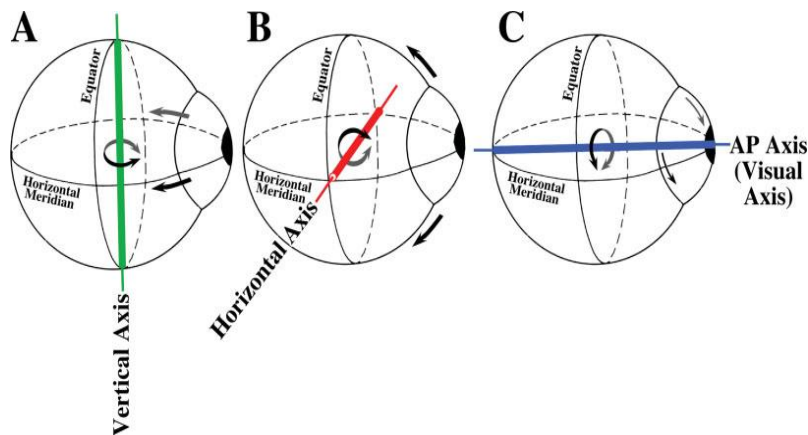 A
Equator
Horizontal
Meridian
Vertical Axis
B
Equator
Horizontal
Meridian
Horizontal Axis
C
Equator
Horizontal
Meridian
AP Axis
(Visual
Axis)